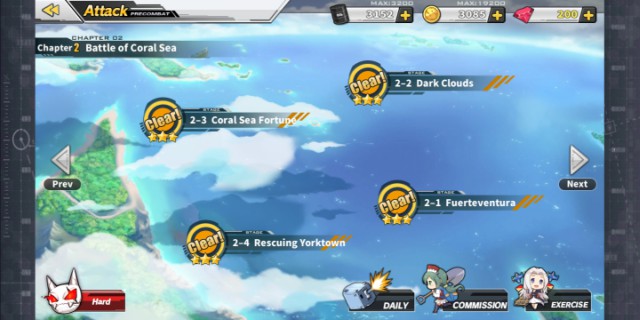 Attack PRECOMBAT
MAX:3200
3152
3085
MAX:19200
200
CHAPTER 02
Chapter 2 Battle of Coral Sea
Clear!
STAGE
2-2 Dark Clouds
Clear!
STAGE
2-3 Coral Sea Fortune
Prev
Next
Clear!
STAGE
2-1 Fuerteventura
Clear!
STAGE
2-4 Rescuing Yorktown
Hard
DAILY
COMMISSION
EXERCISE